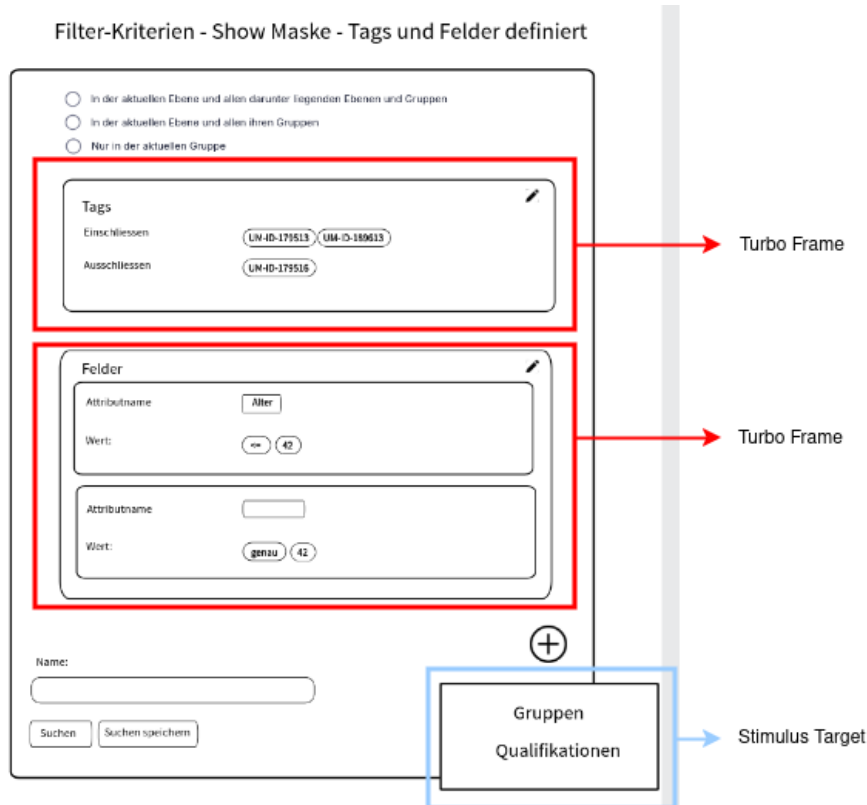 Filter-Kriterien - Show Maske - Tags und Felder definiert
In der aktuellen Ebene und allen darunter liegenden Ebenen und Gruppen
In der aktuellen Ebene und allen ihren Gruppen
Nur in der aktuellen Gruppe
Tags
Einschliessen UM-ID-179513 UM-ID-189613
Ausschliessen UM-ID-179516
Turbo Frame
Felder
Attributname Alter
Wert: <= 42
Turbo Frame
Attributname
Wert: genau 42
Name:
Suchen Suchen speichern
Gruppen
Qualifikationen
Stimulus Target